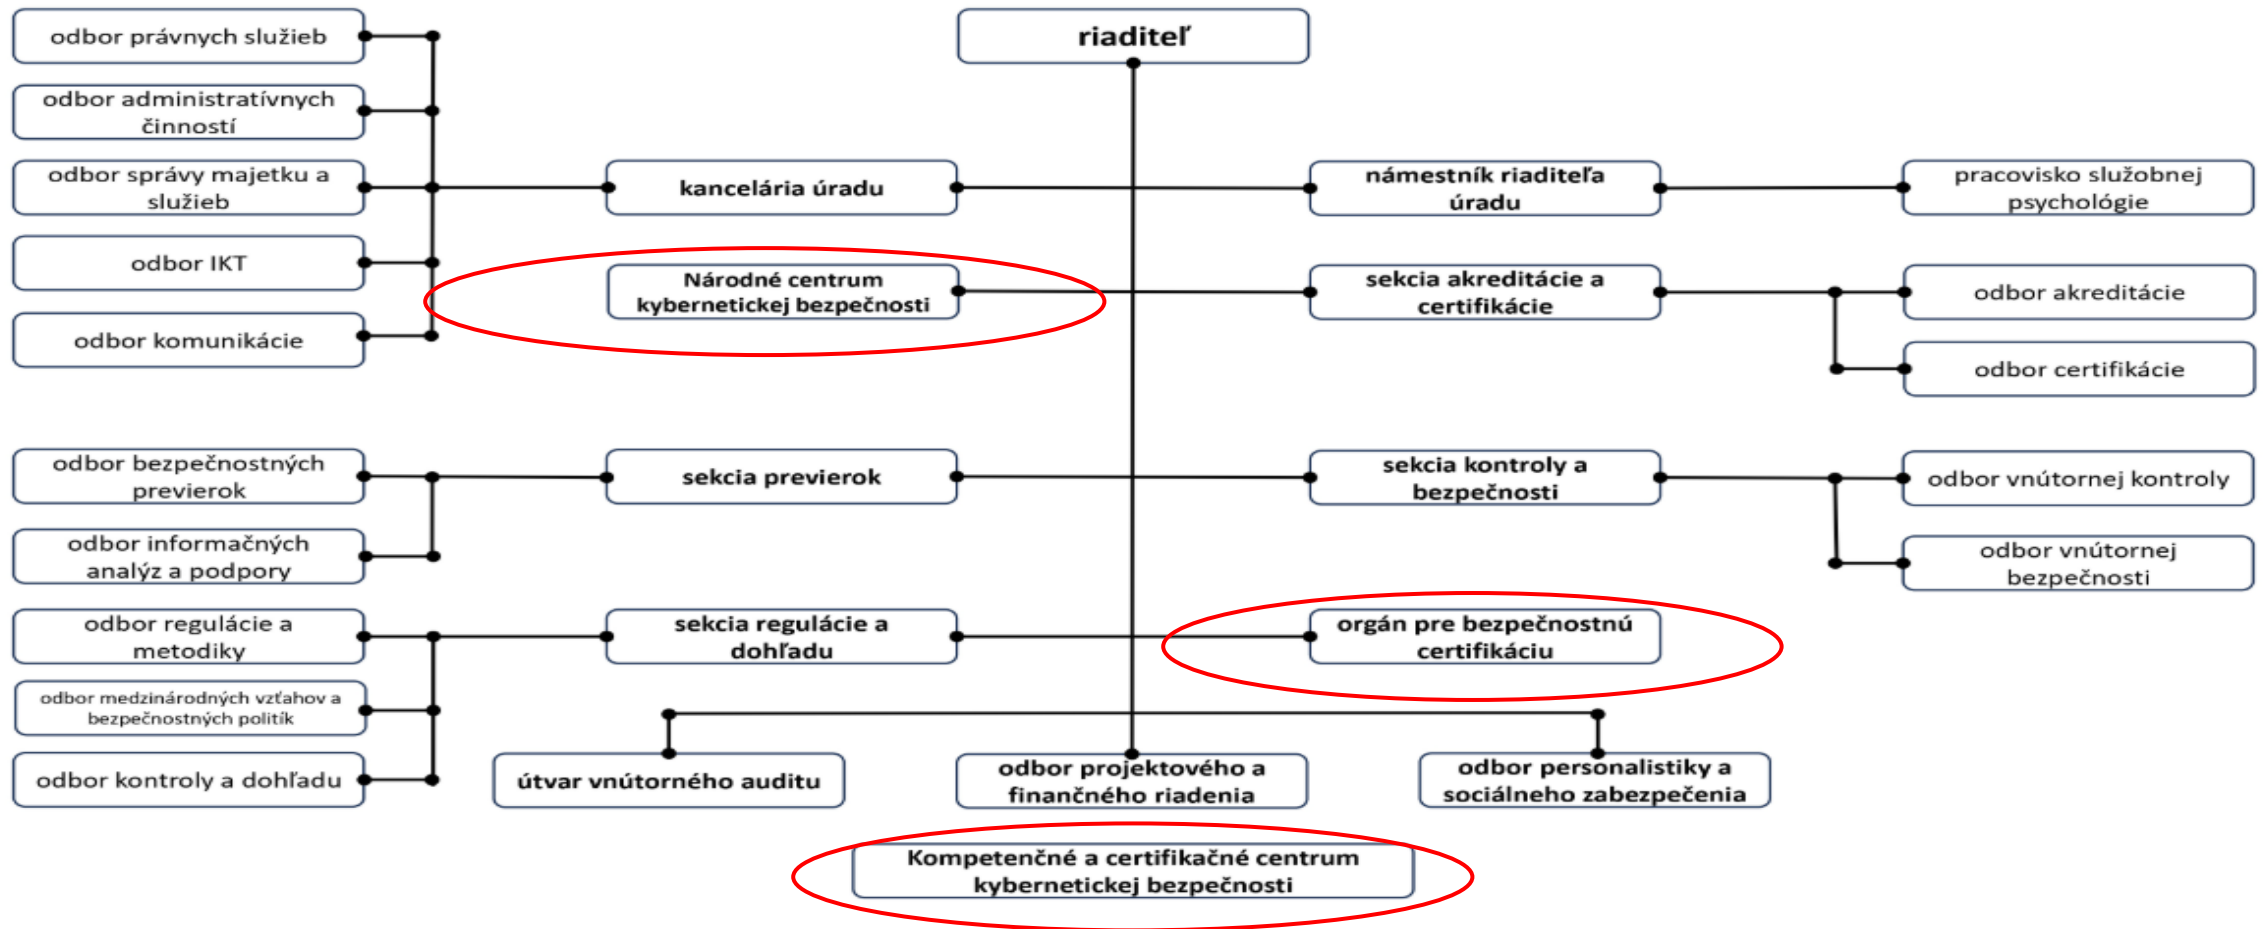 odbor právnych služieb
riaditeľ
odbor administratívnych
činností
odbor správy majetku a
služieb
kancelária úradu
námestník riaditeľa
úradu
pracovisko služobnej
psychológie
odbor IKT
Národné centrum
kybernetickej bezpečnosti
sekcia akreditácie a
certifikácie
odbor akreditácie
odbor komunikácie
odbor certifikácie
odbor bezpečnostných
previerok
sekcia previerok
sekcia kontroly a
bezpečnosti
odbor vnútornej kontroly
odbor informačných
analýz a podpory
odbor vnútornej
bezpečnosti
odbor regulácie a
metodiky
sekcia regulácie a
dohľadu
orgán pre bezpečnostnú
certifikáciu
odbor medzinárodných vzťahov a
bezpečnostných politík
odbor kontroly a dohľadu
útvar vnútorného auditu
odbor projektového a
finančného riadenia
odbor personalistiky a
sociálneho zabezpečenia
Kompetenčné a certifikačné centrum
kybernetickej bezpečnosti